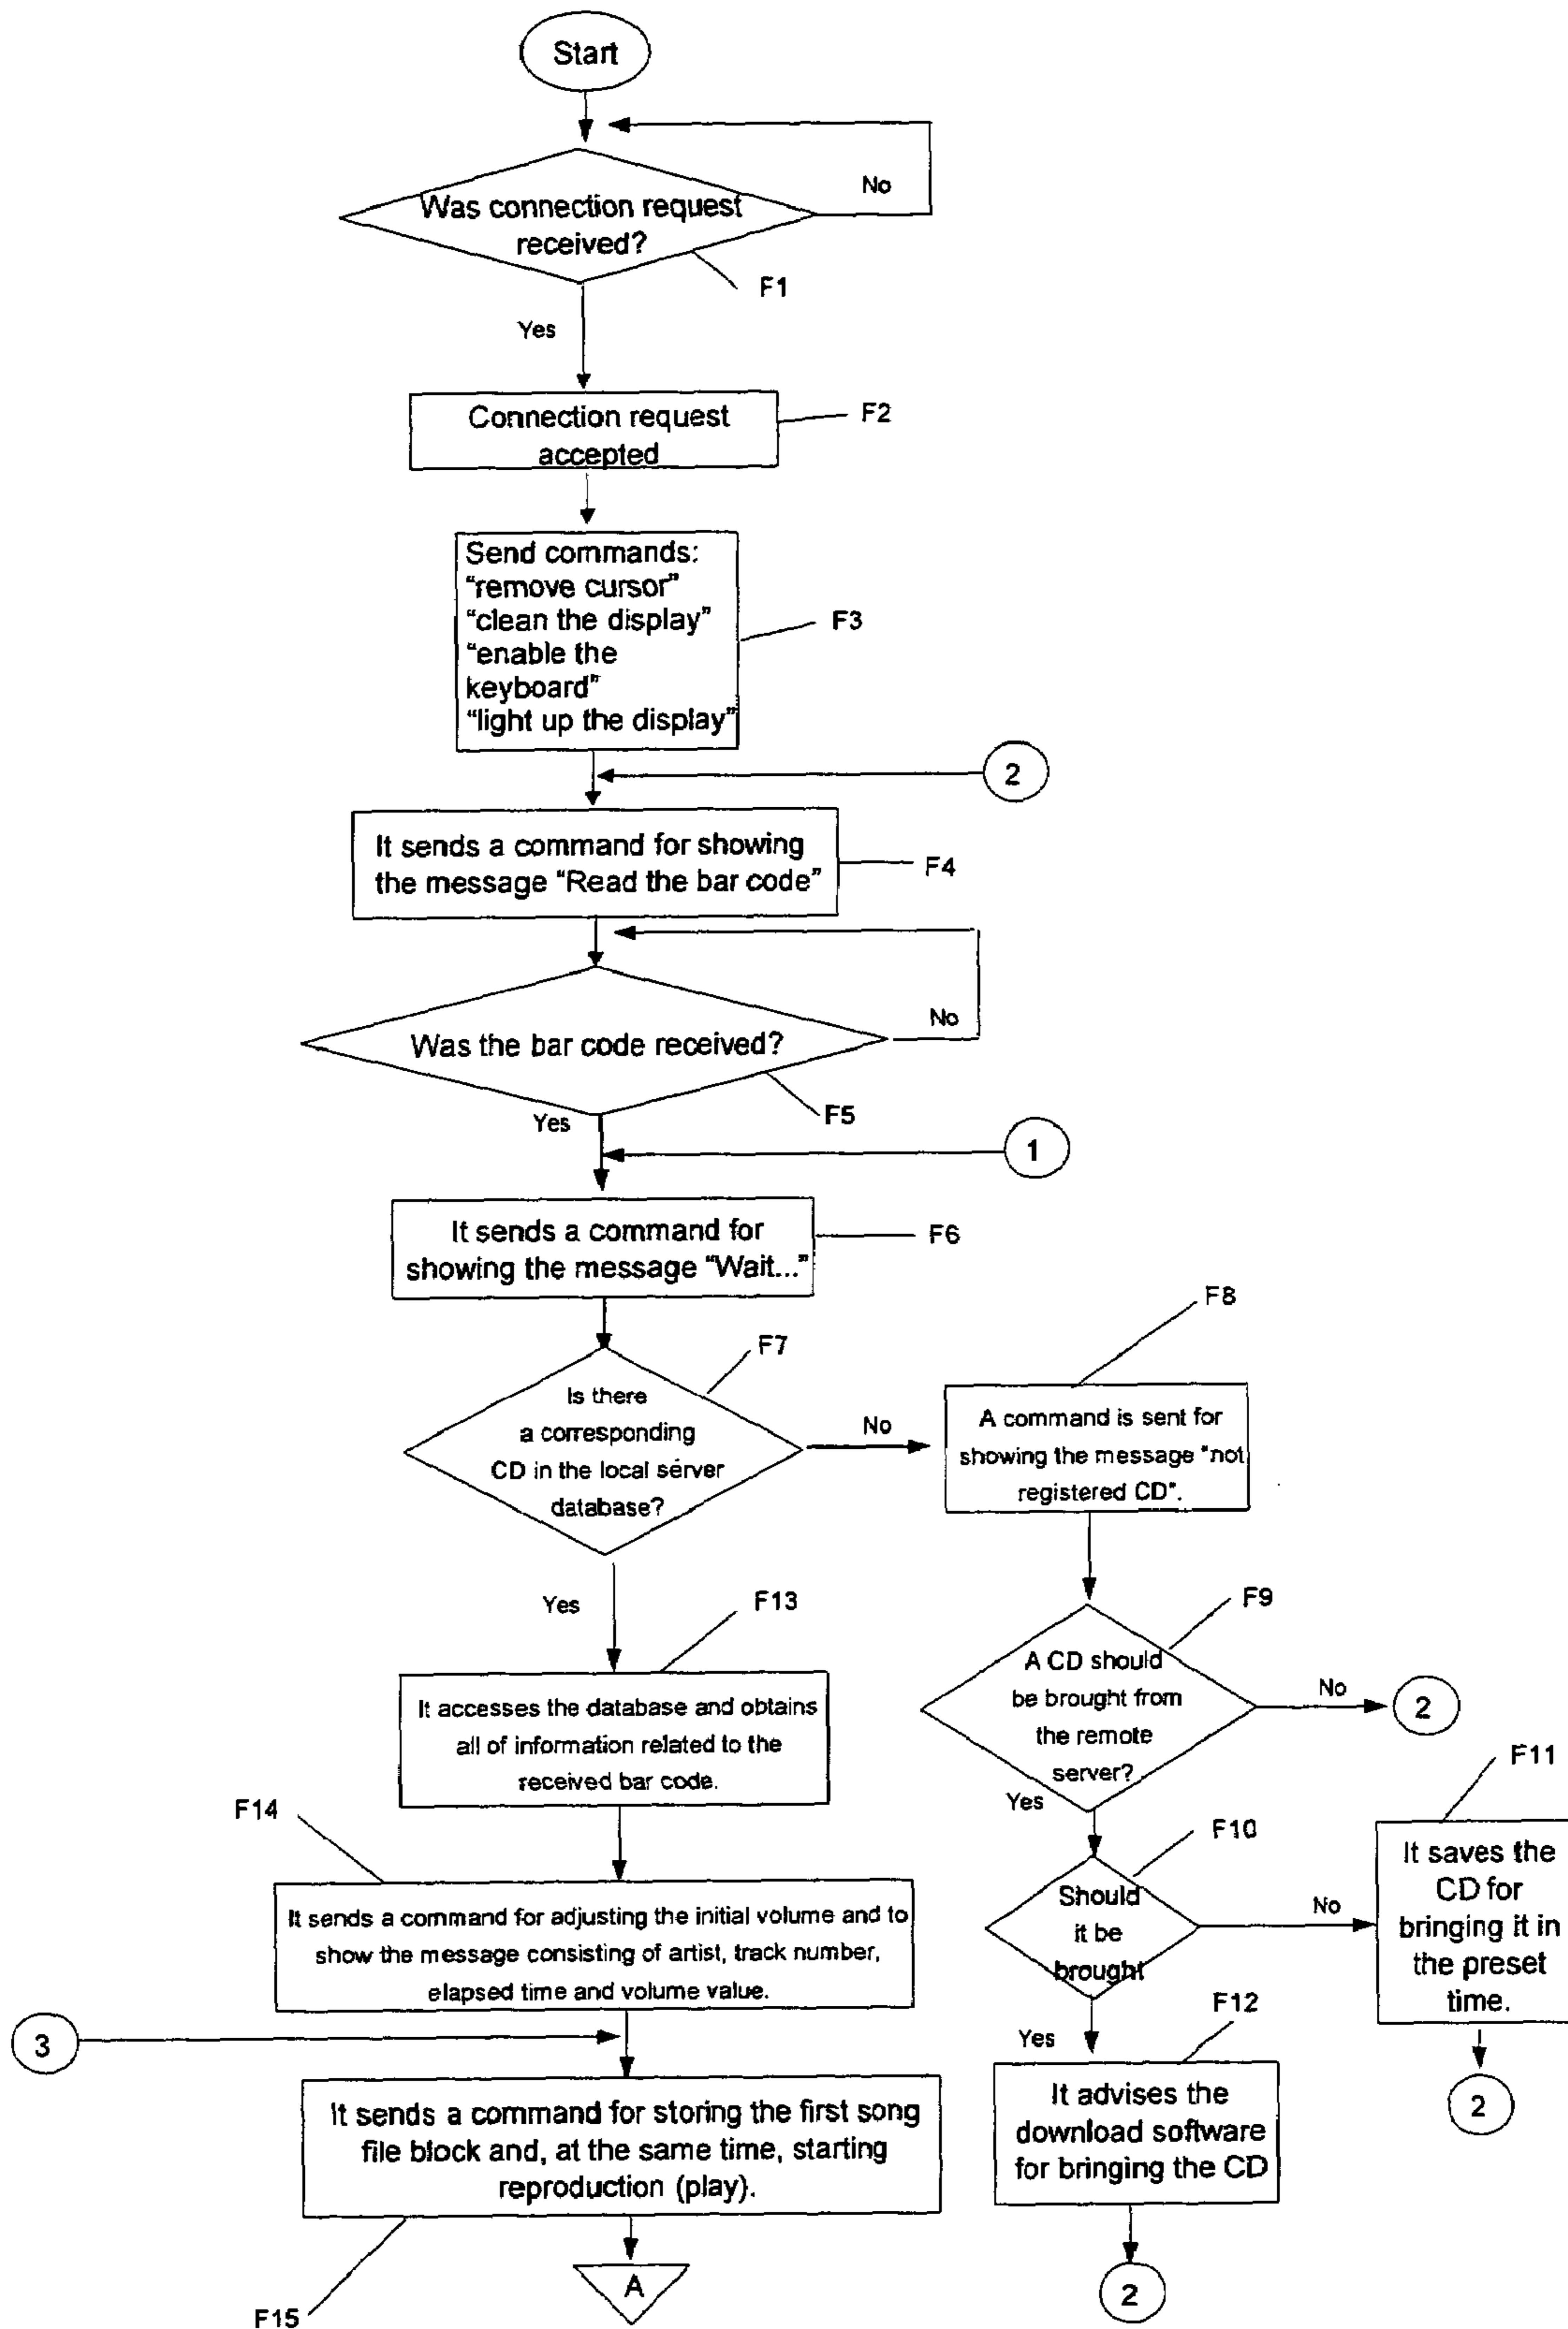 Start
No
Was connection request
received?
F1
Yes
Connection request
accepted
F2
Send commands:
“remove cursor”
“clean the display”
“enable the
keyboard”
“light up the display”
F3
2
It sends a command for showing
the message “Read the bar code”
F4
No
Was the bar code received?
F5
Yes
1
It sends a command for
showing the message “Wait...”
F6
F8
F7
Is there
a corresponding
CD in the local server
database?
No
A command is sent for
showing the message “not
registered CD”.
Yes
F13
F9
A CD should
be brought from
the remote
server?
No
2
It accesses the database and obtains
all of information related to the
received bar code.
F11
Yes
F14
F10
It saves the
CD for
bringing it in
the preset
time.
Should
it be
brought
No
It sends a command for adjusting the initial volume and to
show the message consisting of artist, track number,
elapsed time and volume value.
F12
Yes
3
2
It sends a command for storing the first song
file block and, at the same time, starting
reproduction (play).
It advises the
download software
for bringing the CD
A
2
F15